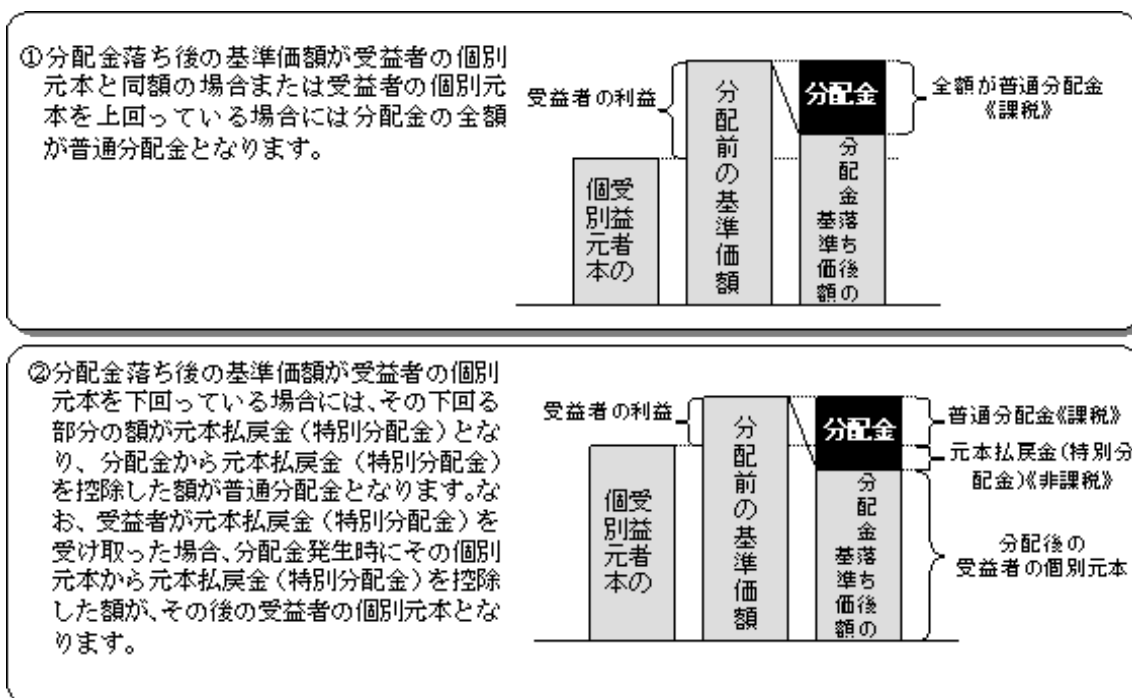 ①分配金落ち後の基準価額が受益者の個別
元本と同額の場合または受益者の個別元
本を上回っている場合には分配金の全額
が普通分配金となります。
受益者の利益
受益者の
個別元本
分配前の基準価額
分配金
分配金落ち後の
基準価額
全額が普通分配金
《課税》
②分配金落ち後の基準価額が受益者の個別
元本を下回っている場合には、その下回る
部分の額が元本払戻金（特別分配金）とな
り、分配金から元本払戻金（特別分配金）
を控除した額が普通分配金となります。な
お、受益者が元本払戻金（特別分配金）を
受け取った場合、分配金発生時にその個別
元本から元本払戻金（特別分配金）を控除
した額が、その後の受益者の個別元本とな
ります。
受益者の利益
受益者の
個別元本
分配前の基準価額
分配金
分配金落ち後の
基準価額
普通分配金《課税》
元本払戻金（特別分
配金）《非課税》
分配後の
受益者の個別元本